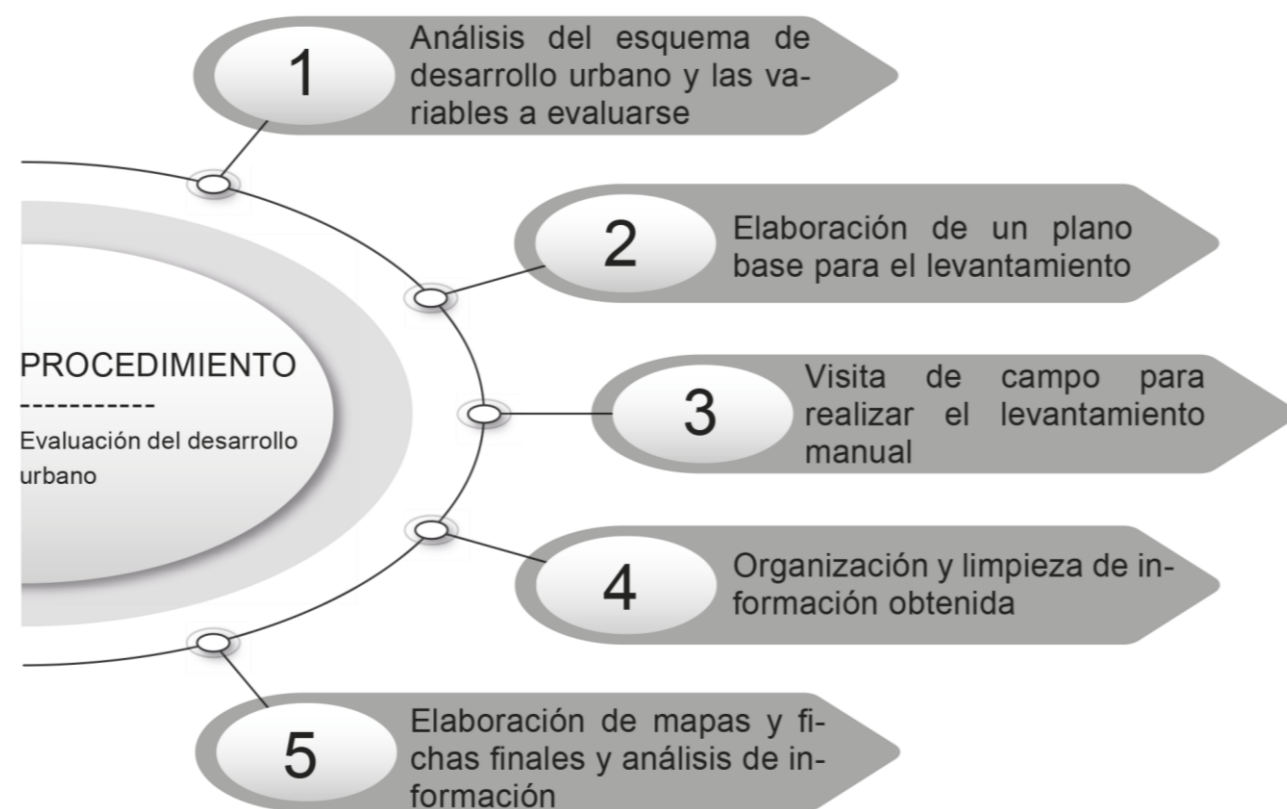 1
Análisis del esquema de
desarrollo urbano y las va-
riables a evaluarse
2
Elaboración de un plano
base para el levantamiento
PROCEDIMIENTO
-----------
Evaluación del desarrollo
urbano
3
Visita de campo para
realizar el levantamiento
manual
4
Organización y limpieza de in-
formación obtenida
5
Elaboración de mapas y fi-
chas finales y análisis de in-
formación